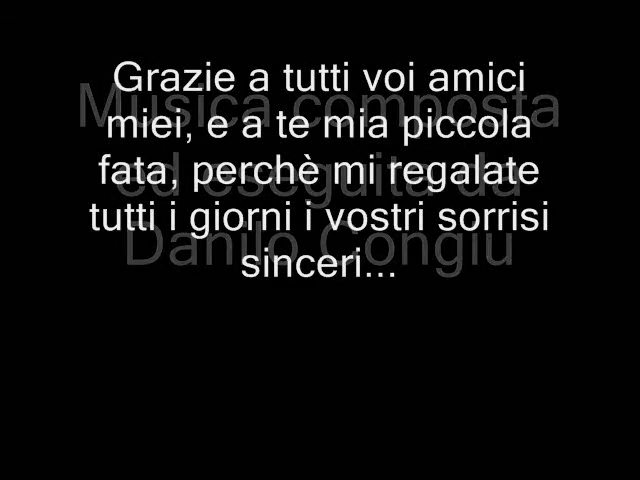 Grazie a tutti voi amici
miei, e a te mia piccola
fata, perchè mi regalate
tutti i giorni i vostri sorrisi
sinceri...
Musica composta
ed eseguita da
Danilo Congiu